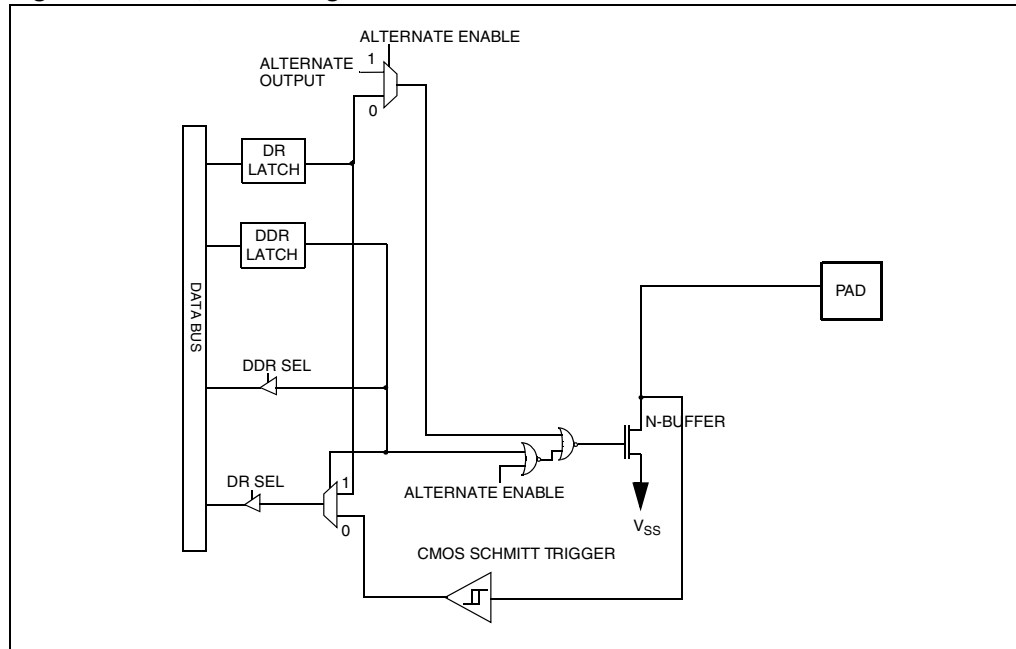 ALTERNATE ENABLE
ALTERNATE
OUTPUT
1
0
DR
LATCH
DDR
LATCH
DATA BUS
PAD
DDR SEL
N-BUFFER
DR SEL
1
0
ALTERNATE ENABLE
VSS
CMOS SCHMITT TRIGGER